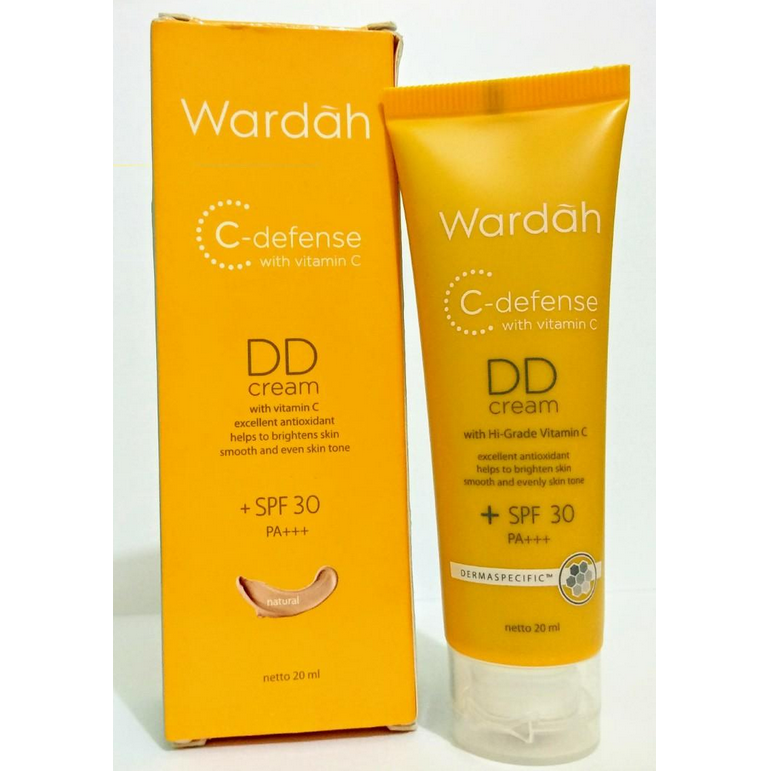 Wardāh
C-defense
with vitamin C
DD
cream
with vitamin C
excellent antioxidant
helps to brightens skin
smooth and even skin tone
+ SPF 30
PA+++
natural
netto 20 ml
Wardāh
C-defense
with vitamin C
DD
cream
with Hi-Grade Vitamin C
excellent antioxidant
helps to brighten skin
smooth and evenly skin tone
+ SPF 30
PA+++
DERMASPECIFIC™
netto 20 ml